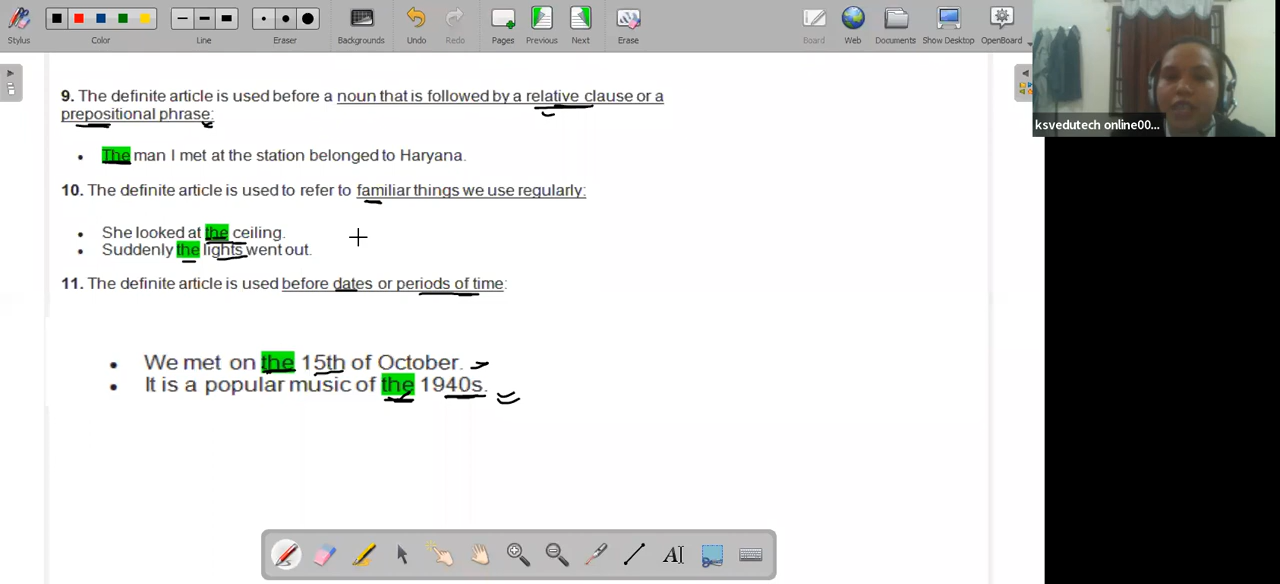 Stylus
Color
Line
Eraser
Backgrounds
Undo
Redo
Pages
Previous
Next
Erase
Board
Web
Documents
Show Desktop
OpenBoard
ksvedutech online00...
9. The definite article is used before a noun that is followed by a relative clause or a
prepositional phrase:
• The man I met at the station belonged to Haryana.
10. The definite article is used to refer to familiar things we use regularly:
• She looked at the ceiling.
• Suddenly the lights went out.
11. The definite article is used before dates or periods of time:
• We met on the 15th of October.
• It is a popular music of the 1940s.